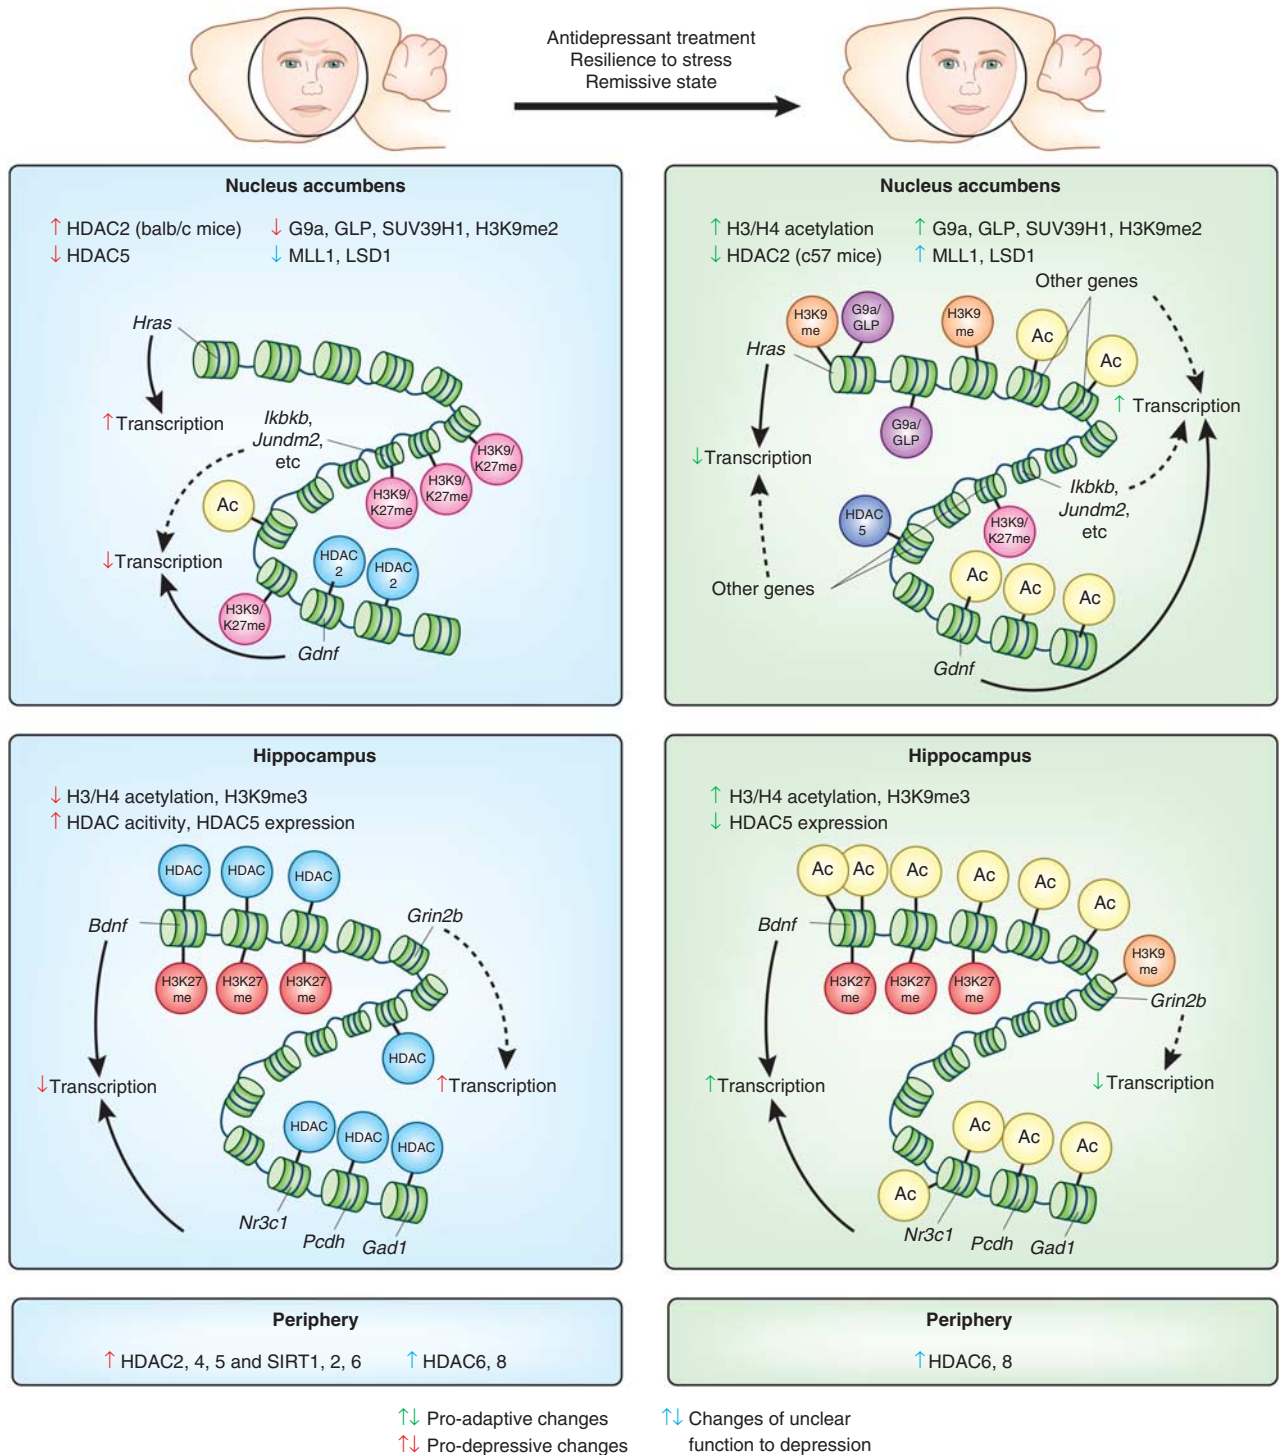 Antidepressant treatment
Resilience to stress
Remissive state
Nucleus accumbens
↑ HDAC2 (balb/c mice) ↓ G9a, GLP, SUV39H1, H3K9me2
↓ HDAC5 ↓ MLL1, LSD1
Hras
↑ Transcription
Ikbkb,
Jundm2,
etc
H3K9/
K27me
H3K9/
K27me
H3K9/
K27me
Ac
↓ Transcription
HDAC
2
HDAC
2
H3K9/
K27me
Gdnf
Nucleus accumbens
↑ H3/H4 acetylation ↑ G9a, GLP, SUV39H1, H3K9me2
↓ HDAC2 (c57 mice) ↑ MLL1, LSD1
Other genes
H3K9
me
G9a/
GLP
H3K9
me
Ac
Ac
Hras
↑ Transcription
G9a/
GLP
↓ Transcription
Ikbkb,
Jundm2,
etc
HDAC
5
H3K9/
K27me
Other genes
Ac
Ac
Ac
Gdnf
Hippocampus
↓ H3/H4 acetylation, H3K9me3
↑ HDAC acitivity, HDAC5 expression
HDAC
HDAC
HDAC
Bdnf
Grin2b
H3K27
me
H3K27
me
H3K27
me
HDAC
↓ Transcription
↑ Transcription
HDAC
HDAC
HDAC
Nr3c1
Pcdh
Gad1
Hippocampus
↑ H3/H4 acetylation, H3K9me3
↓ HDAC5 expression
Ac
Ac
Ac
Ac
Ac
Ac
Bdnf
H3K9
me
H3K27
me
H3K27
me
H3K27
me
Grin2b
↑ Transcription
↓ Transcription
Ac
Ac
Ac
Ac
Nr3c1
Pcdh
Gad1
Periphery
↑ HDAC2, 4, 5 and SIRT1, 2, 6 ↑ HDAC6, 8
Periphery
↑ HDAC6, 8
↑↓ Pro-adaptive changes
↑↓ Pro-depressive changes
↑↓ Changes of unclear
function to depression